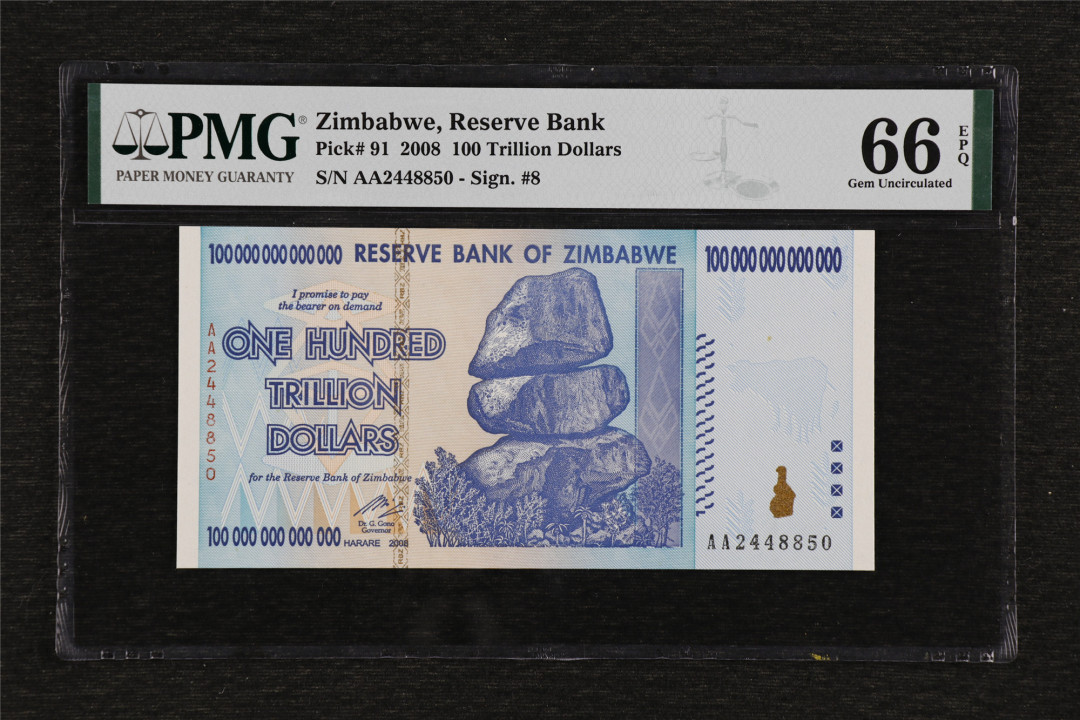 PMG®
PAPER MONEY GUARANTY
Zimbabwe, Reserve Bank
Pick# 91 2008 100 Trillion Dollars
S/N AA2448850 - Sign. #8
66
EPQ
Gem Uncirculated
100 000 000 000 000
RESERVE BANK OF ZIMBABWE
100 000 000 000 000
I promise to pay
the bearer on demand
AA2448850
ONE HUNDRED
TRILLION
DOLLARS
for the Reserve Bank of Zimbabwe
Dr. G. Gono
Governor
100 000 000 000 000
HARARE 2008
AA2448850